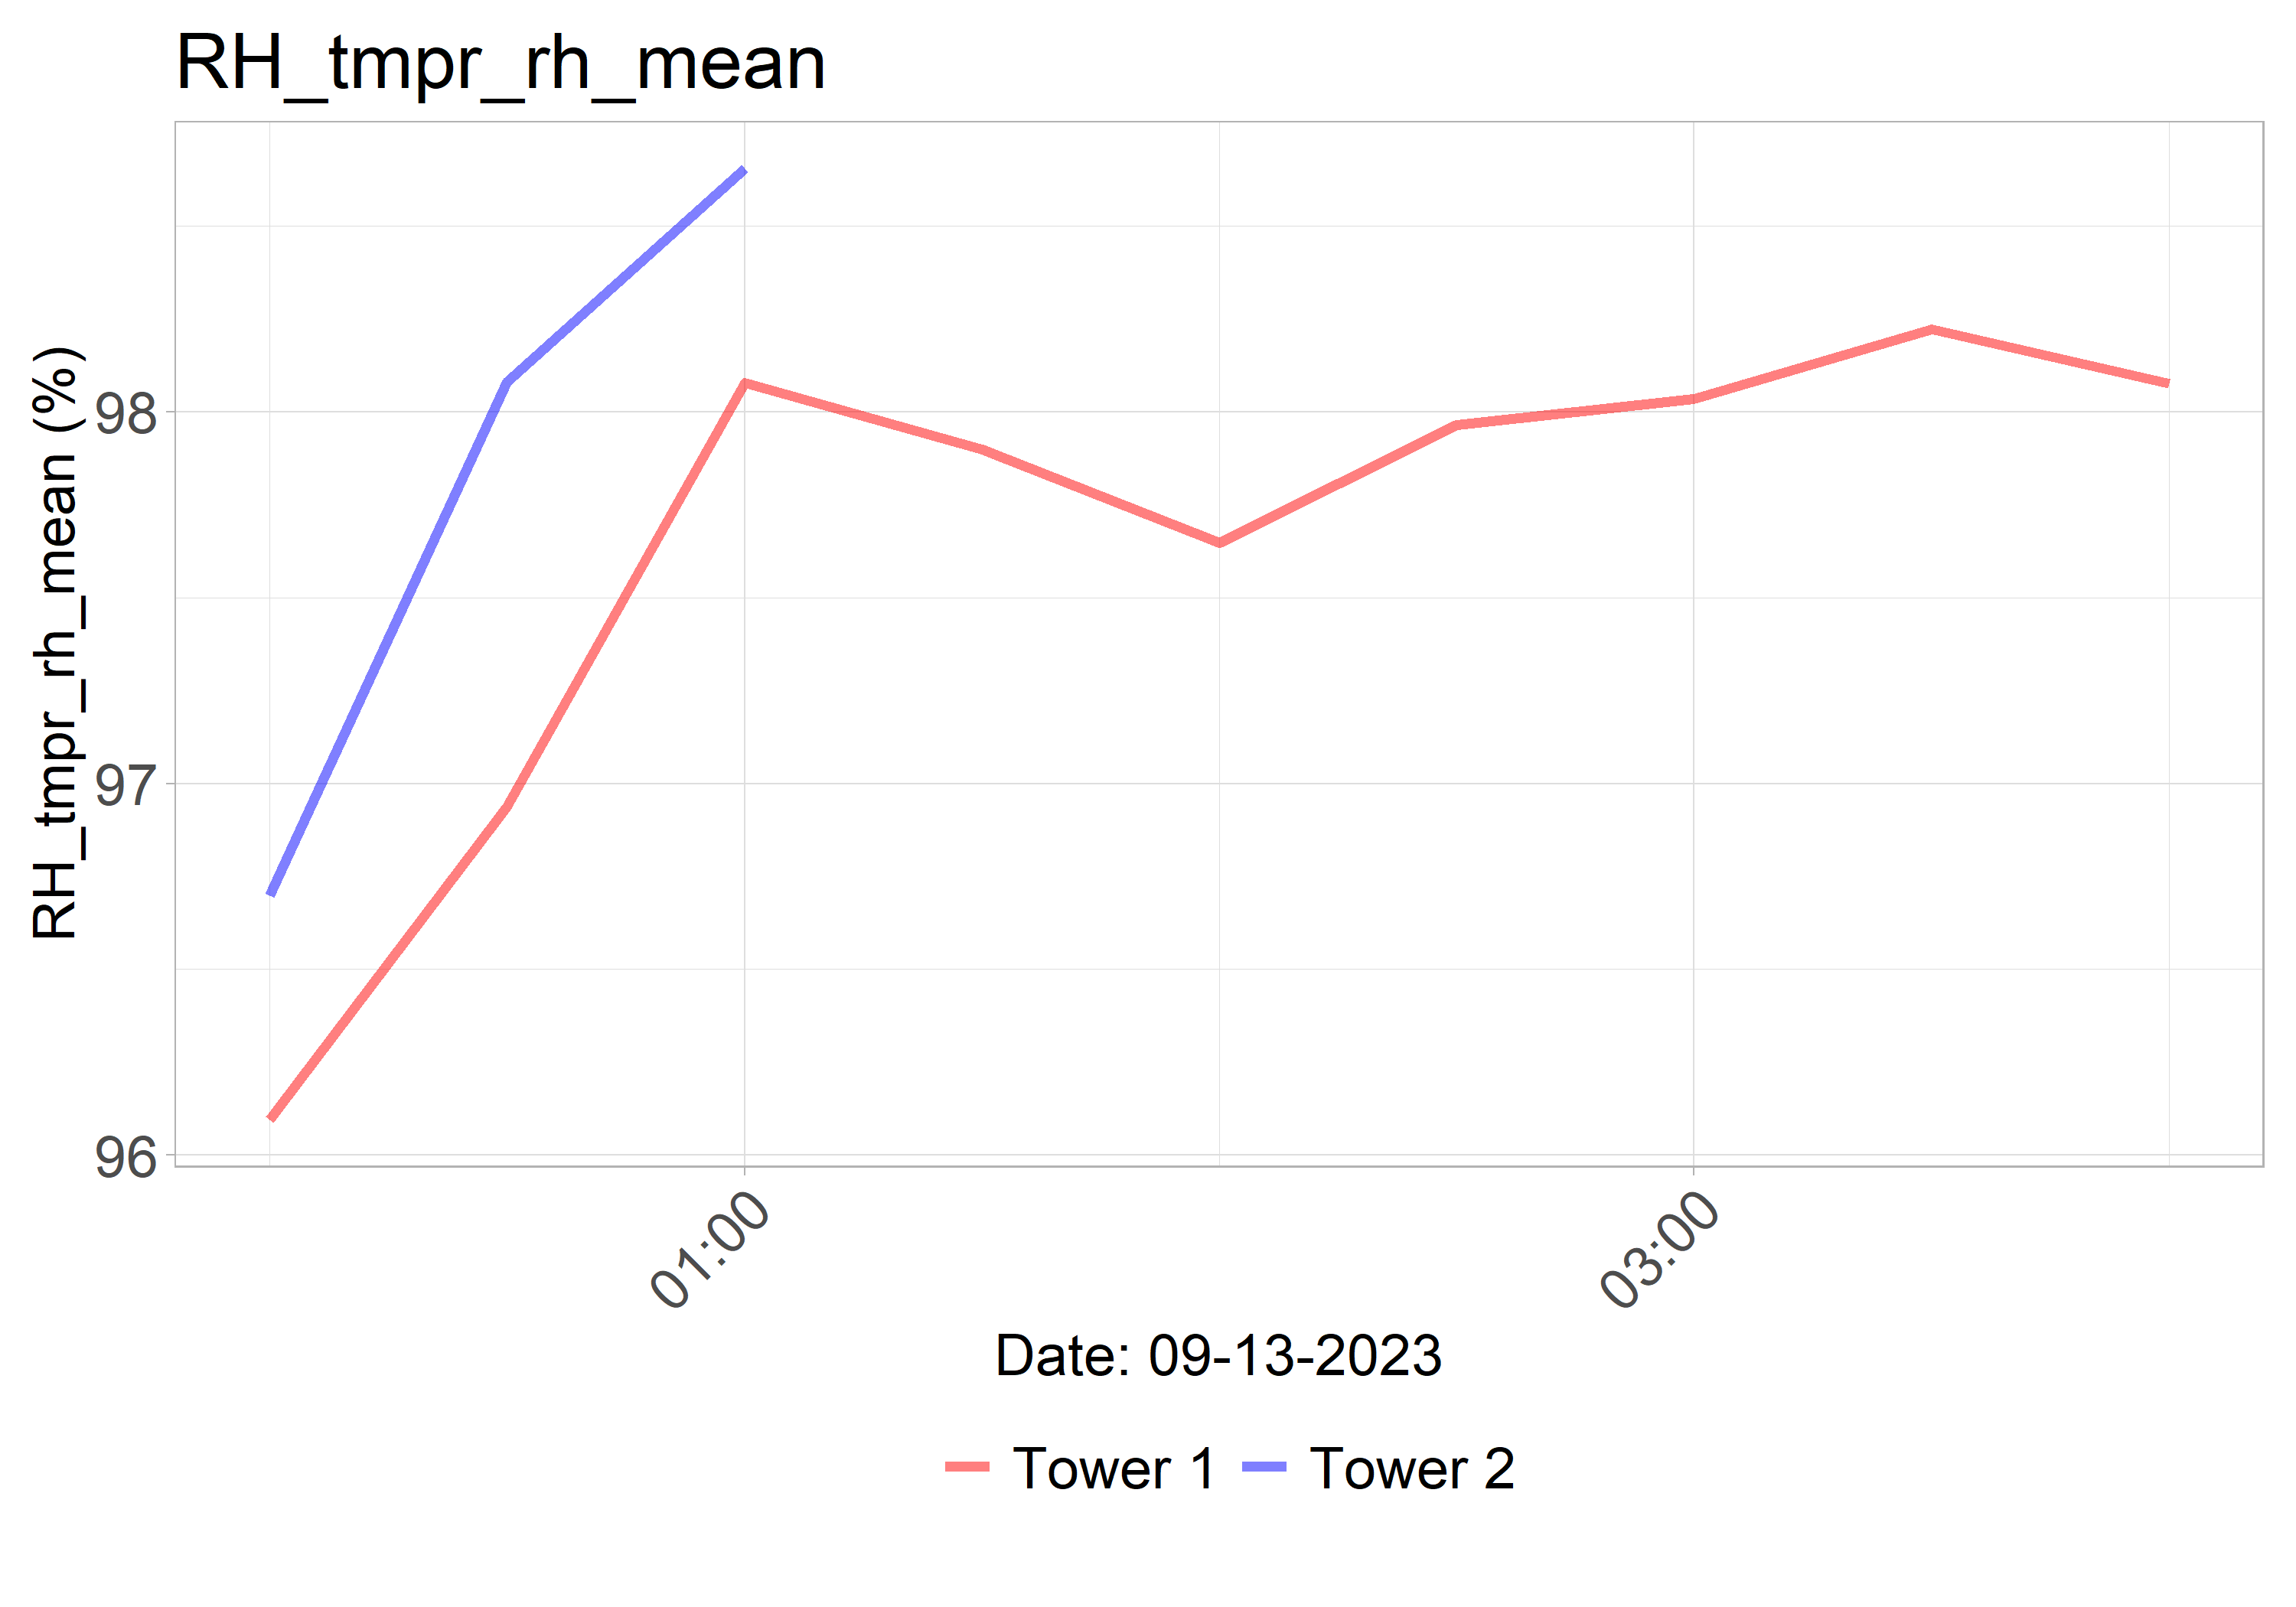 RH_tmpr_rh_mean
RH_tmpr_rh_mean (%)
98
97
96
01:00
03:00
Date: 09-13-2023
Tower 1
Tower 2